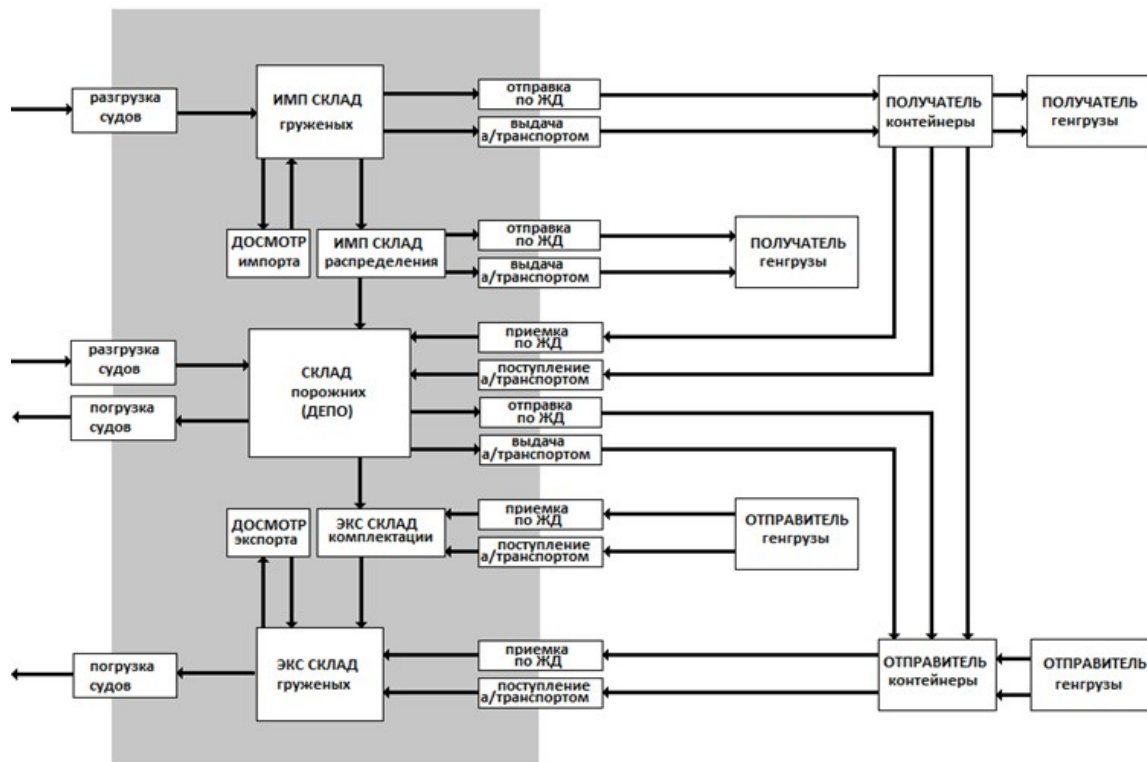 разгрузка
судов
ИМП СКЛАД
груженых
отправка
по ЖД
выдача
а/транспортом
ПОЛУЧАТЕЛЬ
контейнеры
ПОЛУЧАТЕЛЬ
генгрузы
ДОСМОТР
импорта
ИМП СКЛАД
распределения
отправка
по ЖД
выдача
а/транспортом
ПОЛУЧАТЕЛЬ
генгрузы
разгрузка
судов
погрузка
судов
СКЛАД
порожних
(ДЕПО)
приемка
по ЖД
поступление
а/транспортом
отправка
по ЖД
выдача
а/транспортом
ДОСМОТР
экспорта
ЭКС СКЛАД
комплектации
приемка
по ЖД
поступление
а/транспортом
ОТПРАВИТЕЛЬ
генгрузы
погрузка
судов
ЭКС СКЛАД
груженых
приемка
по ЖД
поступление
а/транспортом
ОТПРАВИТЕЛЬ
контейнеры
ОТПРАВИТЕЛЬ
генгрузы